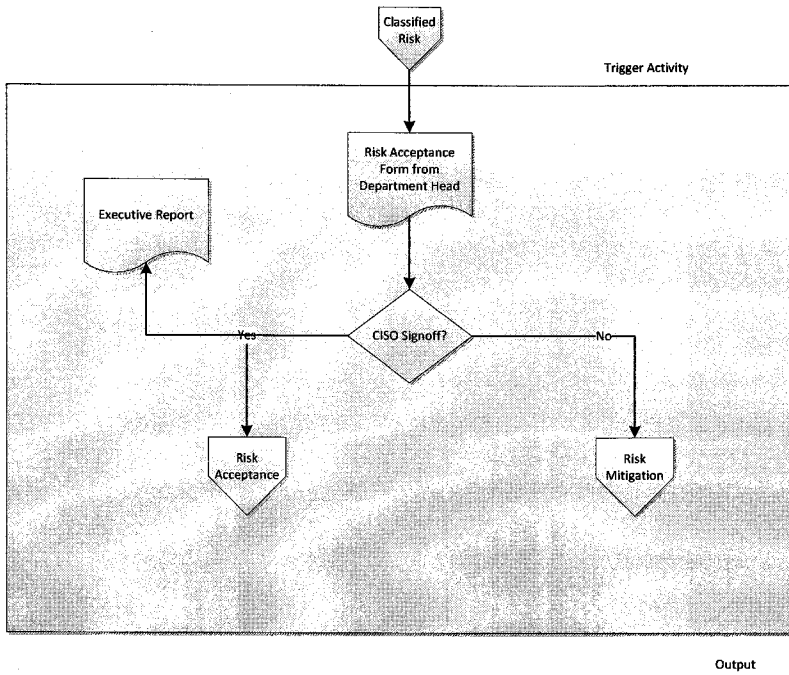 Classified
Risk
Trigger Activity
Risk Acceptance
Form from
Department Head
Executive Report
CISO Signoff?
Yes
No
Risk
Acceptance
Risk
Mitigation
Output